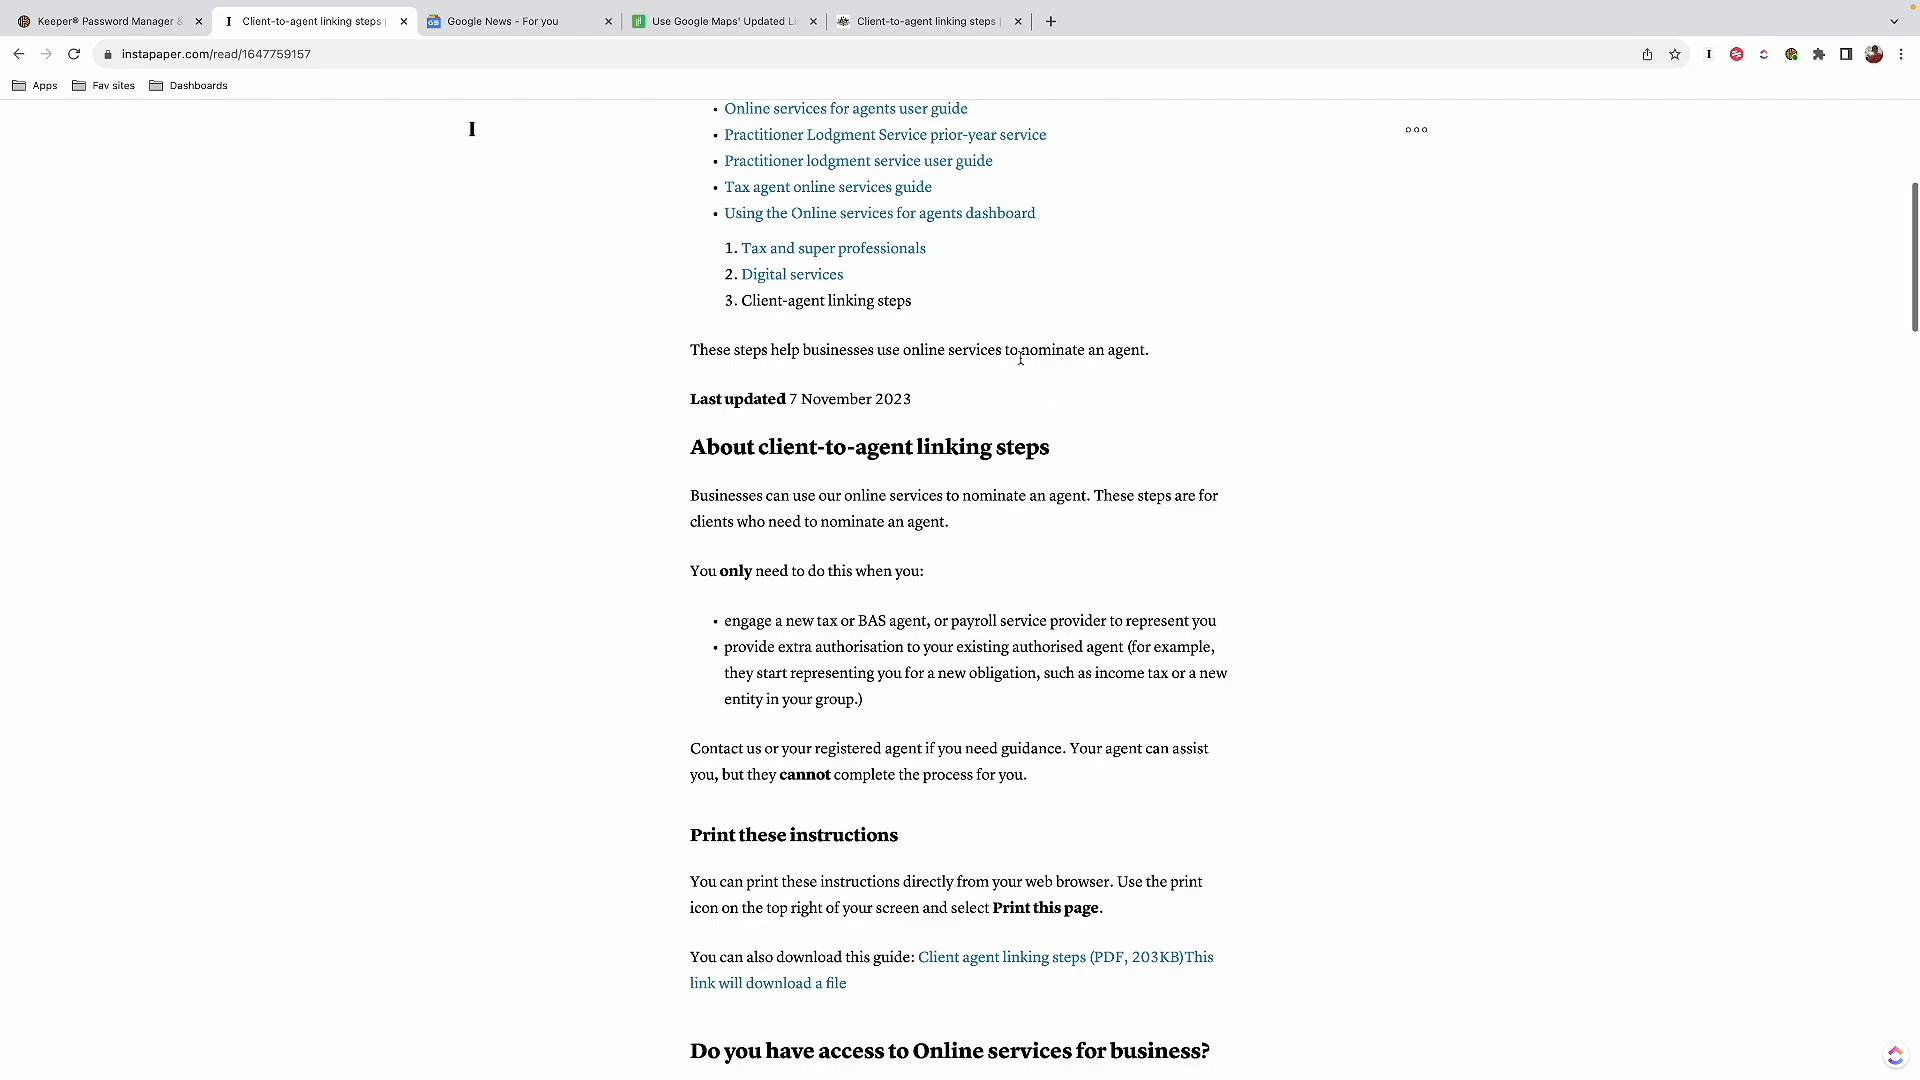 Keeper® Password Manager &
Client-to-agent linking steps |
Google News - For you
Use Google Maps' Updated Li
Client-to-agent linking steps |
instapaper.com/read/1647759157
Apps
Fav sites
Dashboards
I
• Online services for agents user guide
• Practitioner Lodgment Service prior-year service
• Practitioner lodgment service user guide
• Tax agent online services guide
• Using the Online services for agents dashboard
1. Tax and super professionals
2. Digital services
3. Client-agent linking steps
These steps help businesses use online services to nominate an agent.
Last updated 7 November 2023
About client-to-agent linking steps
Businesses can use our online services to nominate an agent. These steps are for
clients who need to nominate an agent.
You only need to do this when you:
• engage a new tax or BAS agent, or payroll service provider to represent you
• provide extra authorisation to your existing authorised agent (for example,
they start representing you for a new obligation, such as income tax or a new
entity in your group.)
Contact us or your registered agent if you need guidance. Your agent can assist
you, but they cannot complete the process for you.
Print these instructions
You can print these instructions directly from your web browser. Use the print
icon on the top right of your screen and select Print this page.
You can also download this guide: Client agent linking steps (PDF, 203KB)This
link will download a file
Do you have access to Online services for business?